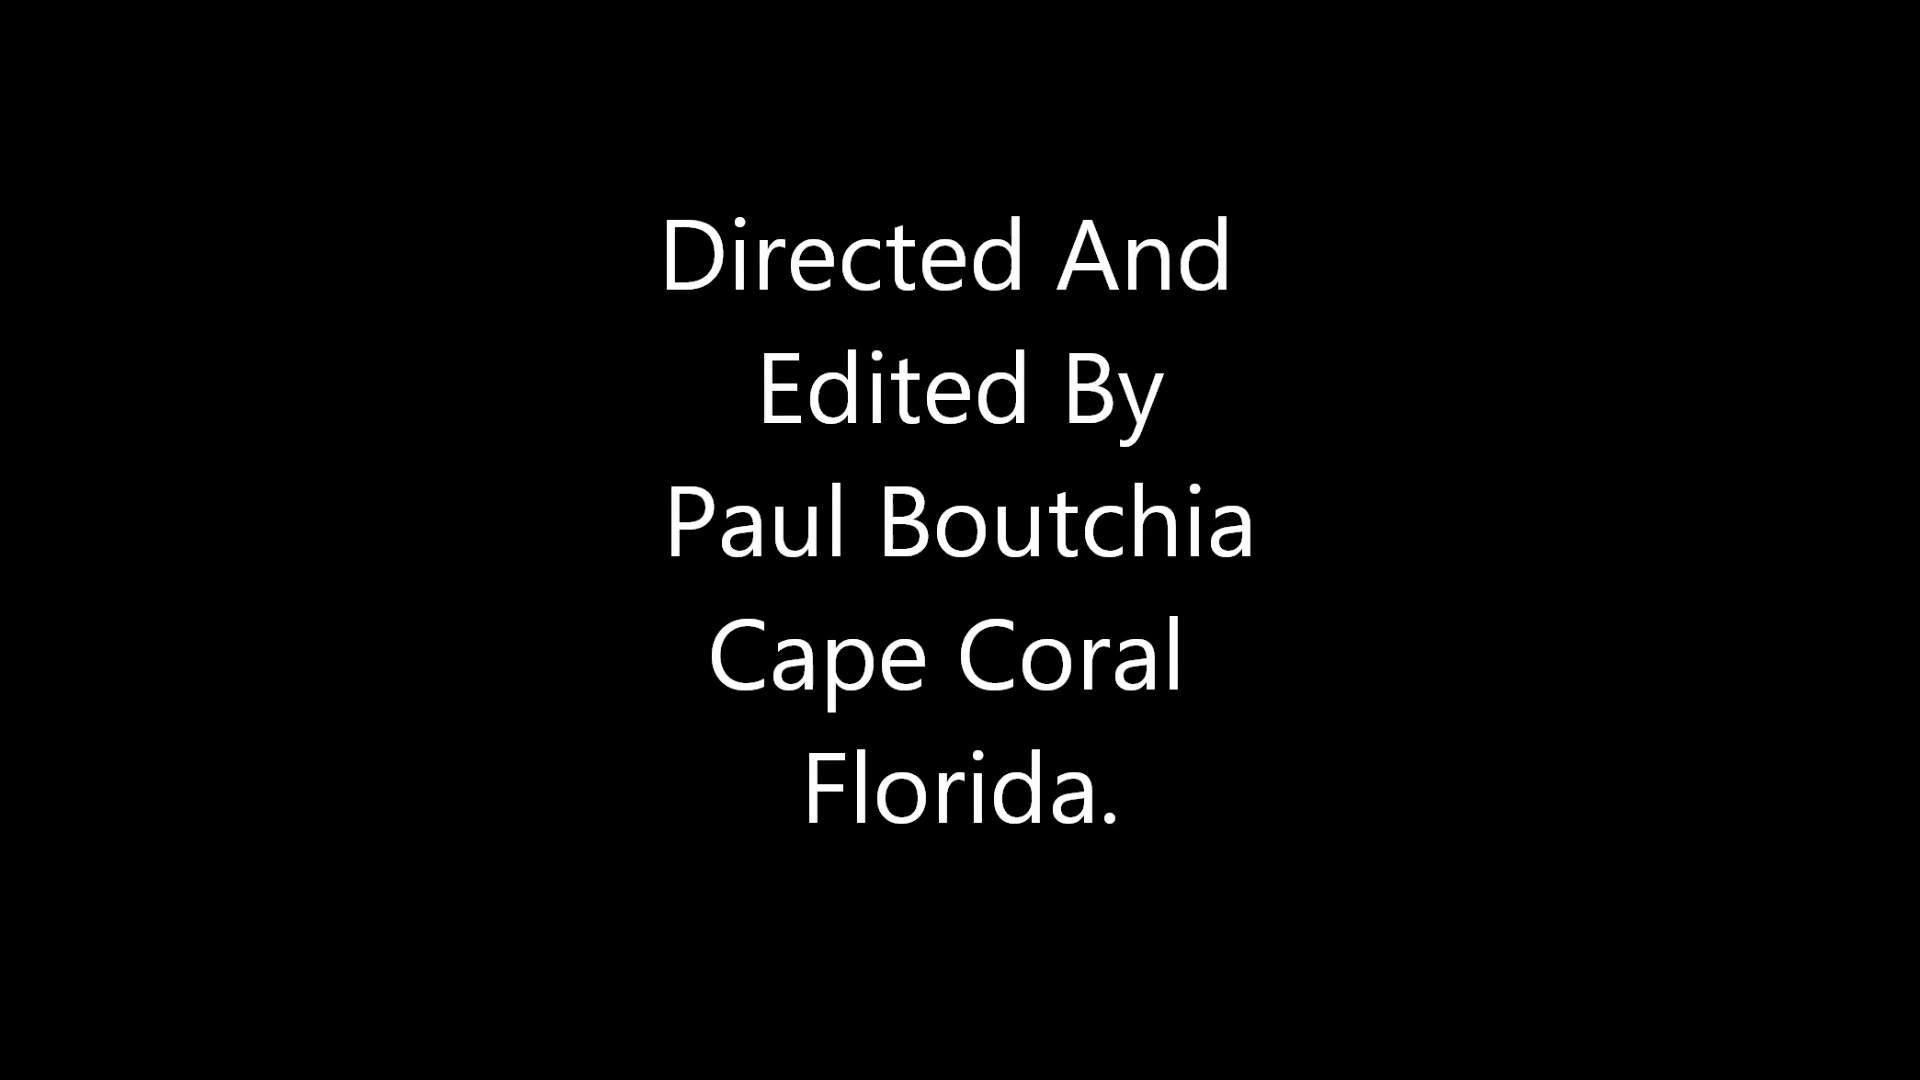 Directed And
Edited By
Paul Boutchia
Cape Coral
Florida.